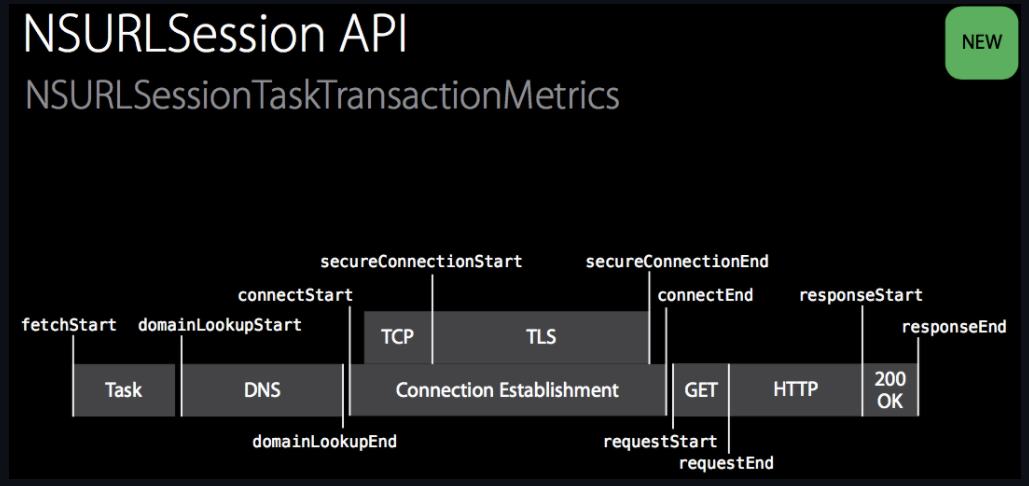 NSURLSession API
NEW
NSURLSessionTaskTransactionMetrics
secureConnectionStart
secureConnectionEnd
connectStart
connectEnd
responseStart
fetchStart
domainLookupStart
responseEnd
TCP
TLS
Task
DNS
Connection Establishment
GET
HTTP
200
OK
domainLookupEnd
requestStart
requestEnd